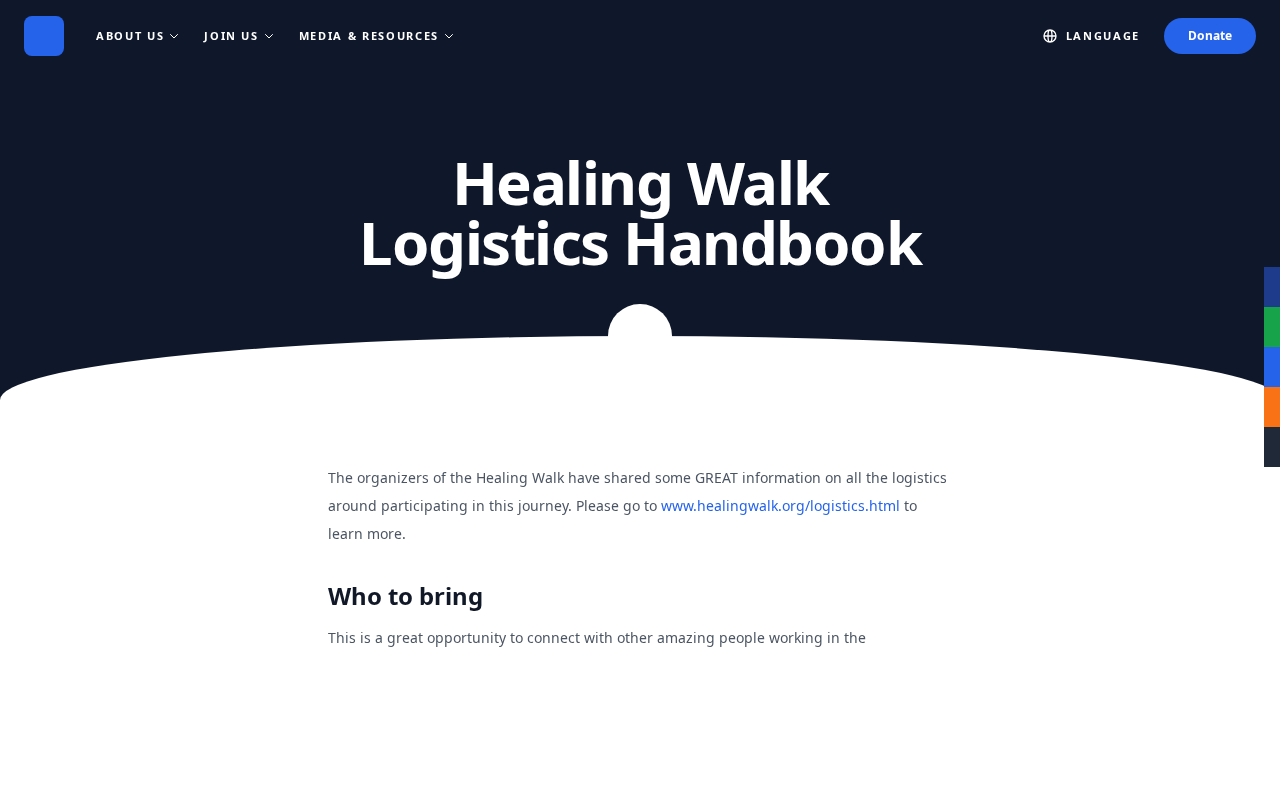 ABOUT US
JOIN US
MEDIA & RESOURCES
LANGUAGE
Donate
Healing Walk
Logistics Handbook
The organizers of the Healing Walk have shared some GREAT information on all the logistics
around participating in this journey. Please go to www.healingwalk.org/logistics.html to
learn more.
Who to bring
This is a great opportunity to connect with other amazing people working in the